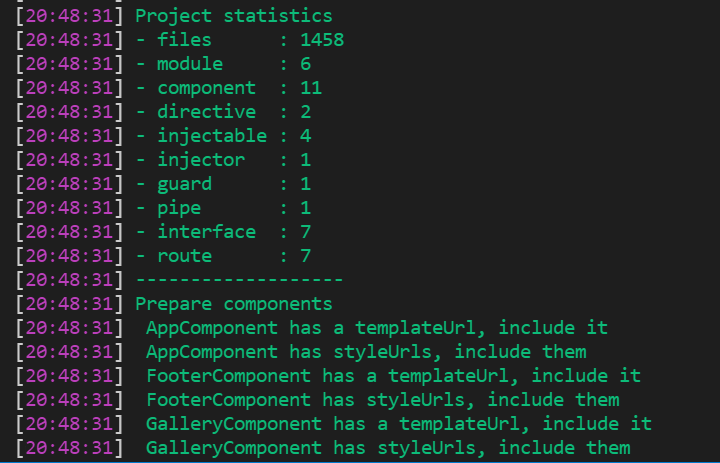 [20:48:31] Project statistics
[20:48:31] - files      : 1458
[20:48:31] - module     : 6
[20:48:31] - component  : 11
[20:48:31] - directive  : 2
[20:48:31] - injectable : 4
[20:48:31] - injector   : 1
[20:48:31] - guard      : 1
[20:48:31] - pipe       : 1
[20:48:31] - interface  : 7
[20:48:31] - route      : 7
[20:48:31] -------------------
[20:48:31] Prepare components
[20:48:31]  AppComponent has a templateUrl, include it
[20:48:31]  AppComponent has styleUrls, include them
[20:48:31]  FooterComponent has a templateUrl, include it
[20:48:31]  FooterComponent has styleUrls, include them
[20:48:31]  GalleryComponent has a templateUrl, include it
[20:48:31]  GalleryComponent has styleUrls, include them